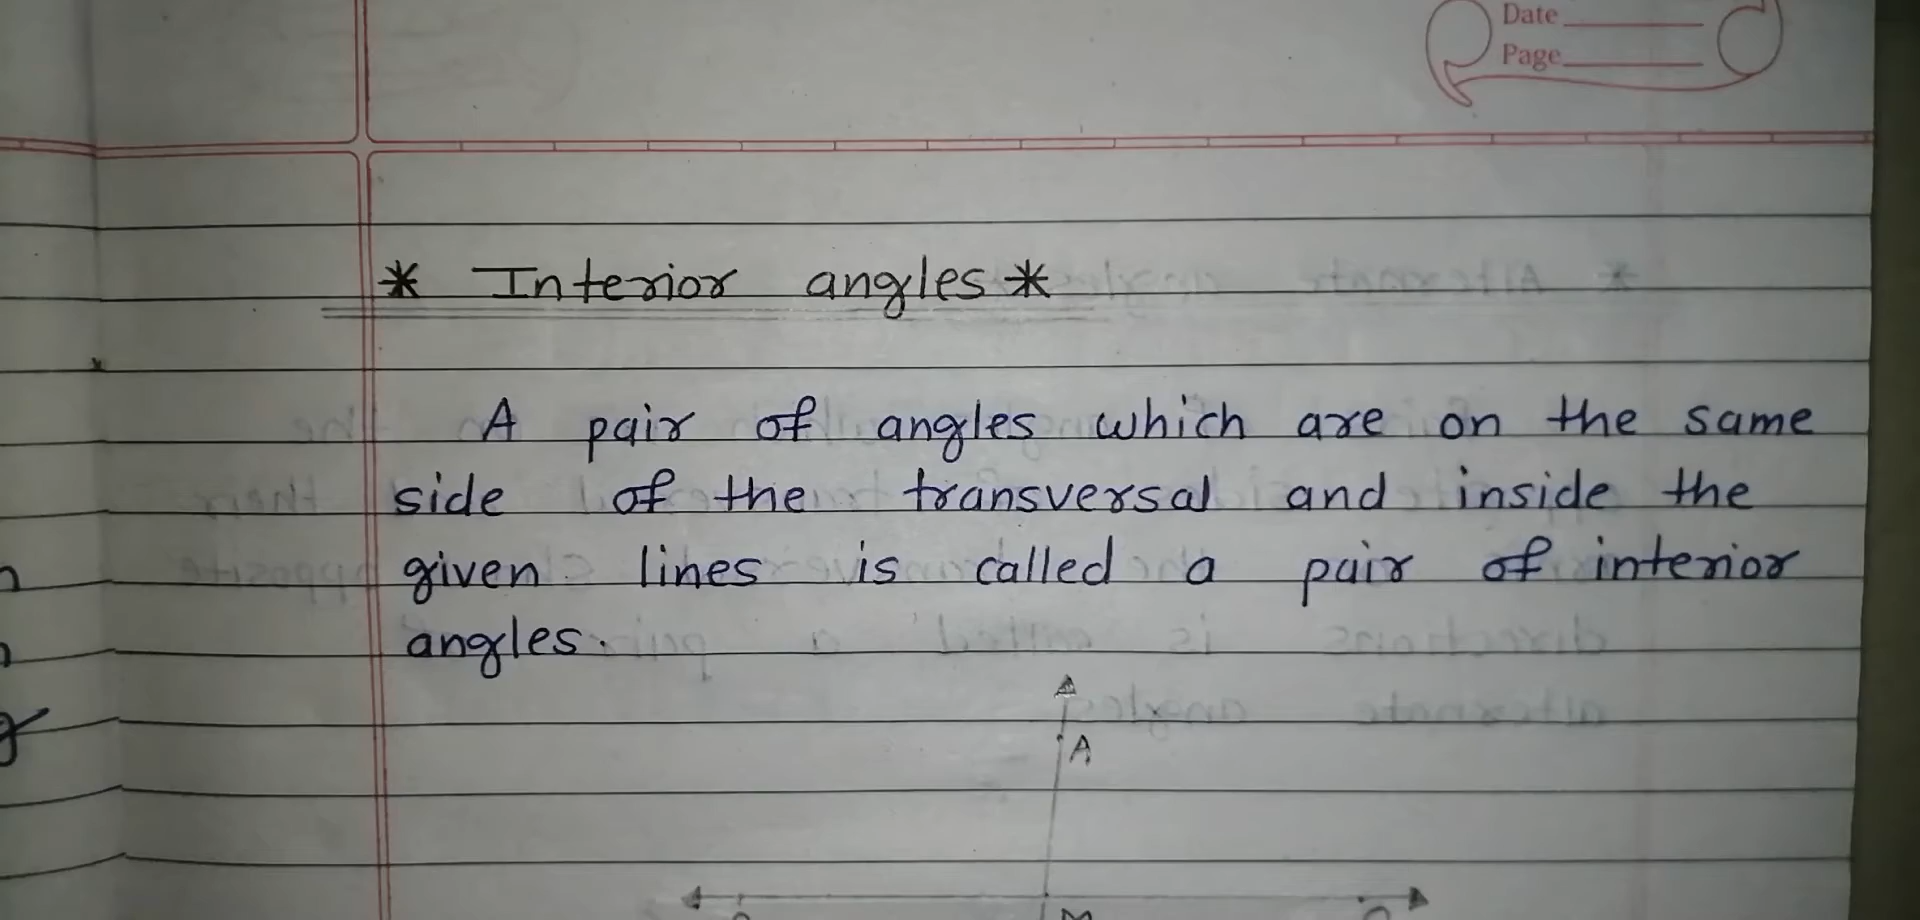 Date
Page
* Interior angles *
A pair of angles which are on the same
side of the transversal and inside the
given lines is called a pair of interior
angles.
A
M